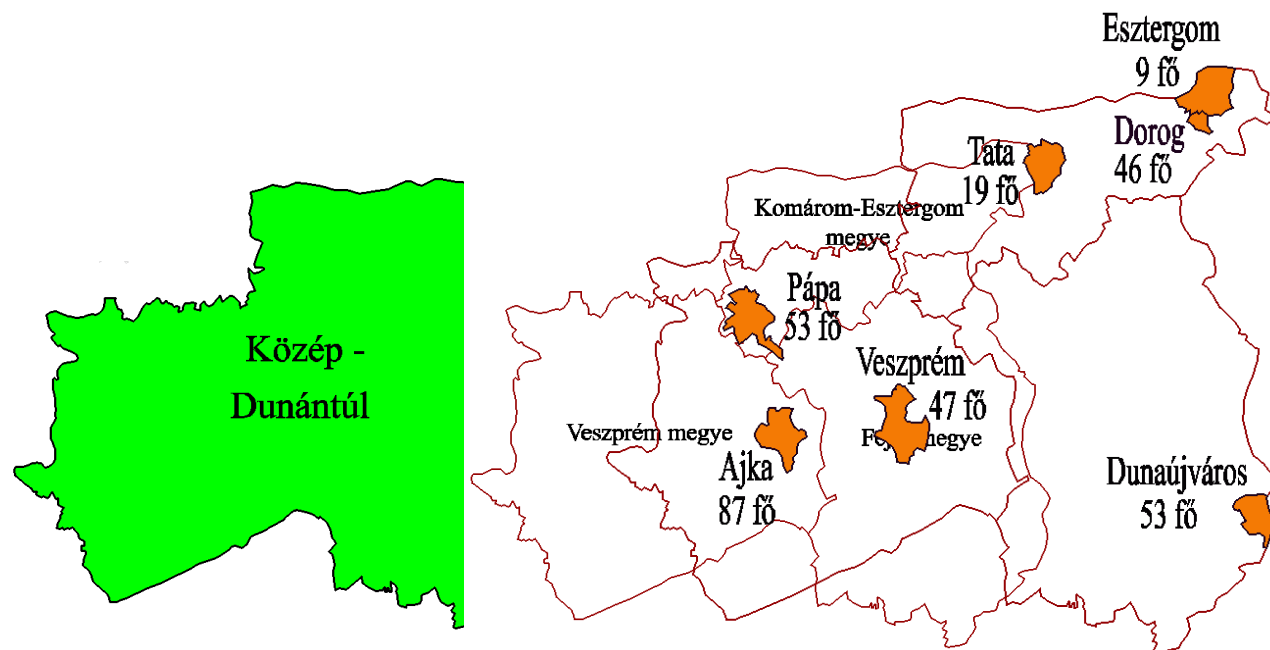 Esztergom
9 fő
Dorog
46 fő
Tata
19 fő
Komárom-Esztergom
megye
Pápa
53 fő
Közép -
Dunántúl
Veszprém
47 fő
Veszprém megye
megye
Ajka
87 fő
Dunaújváros
53 fő